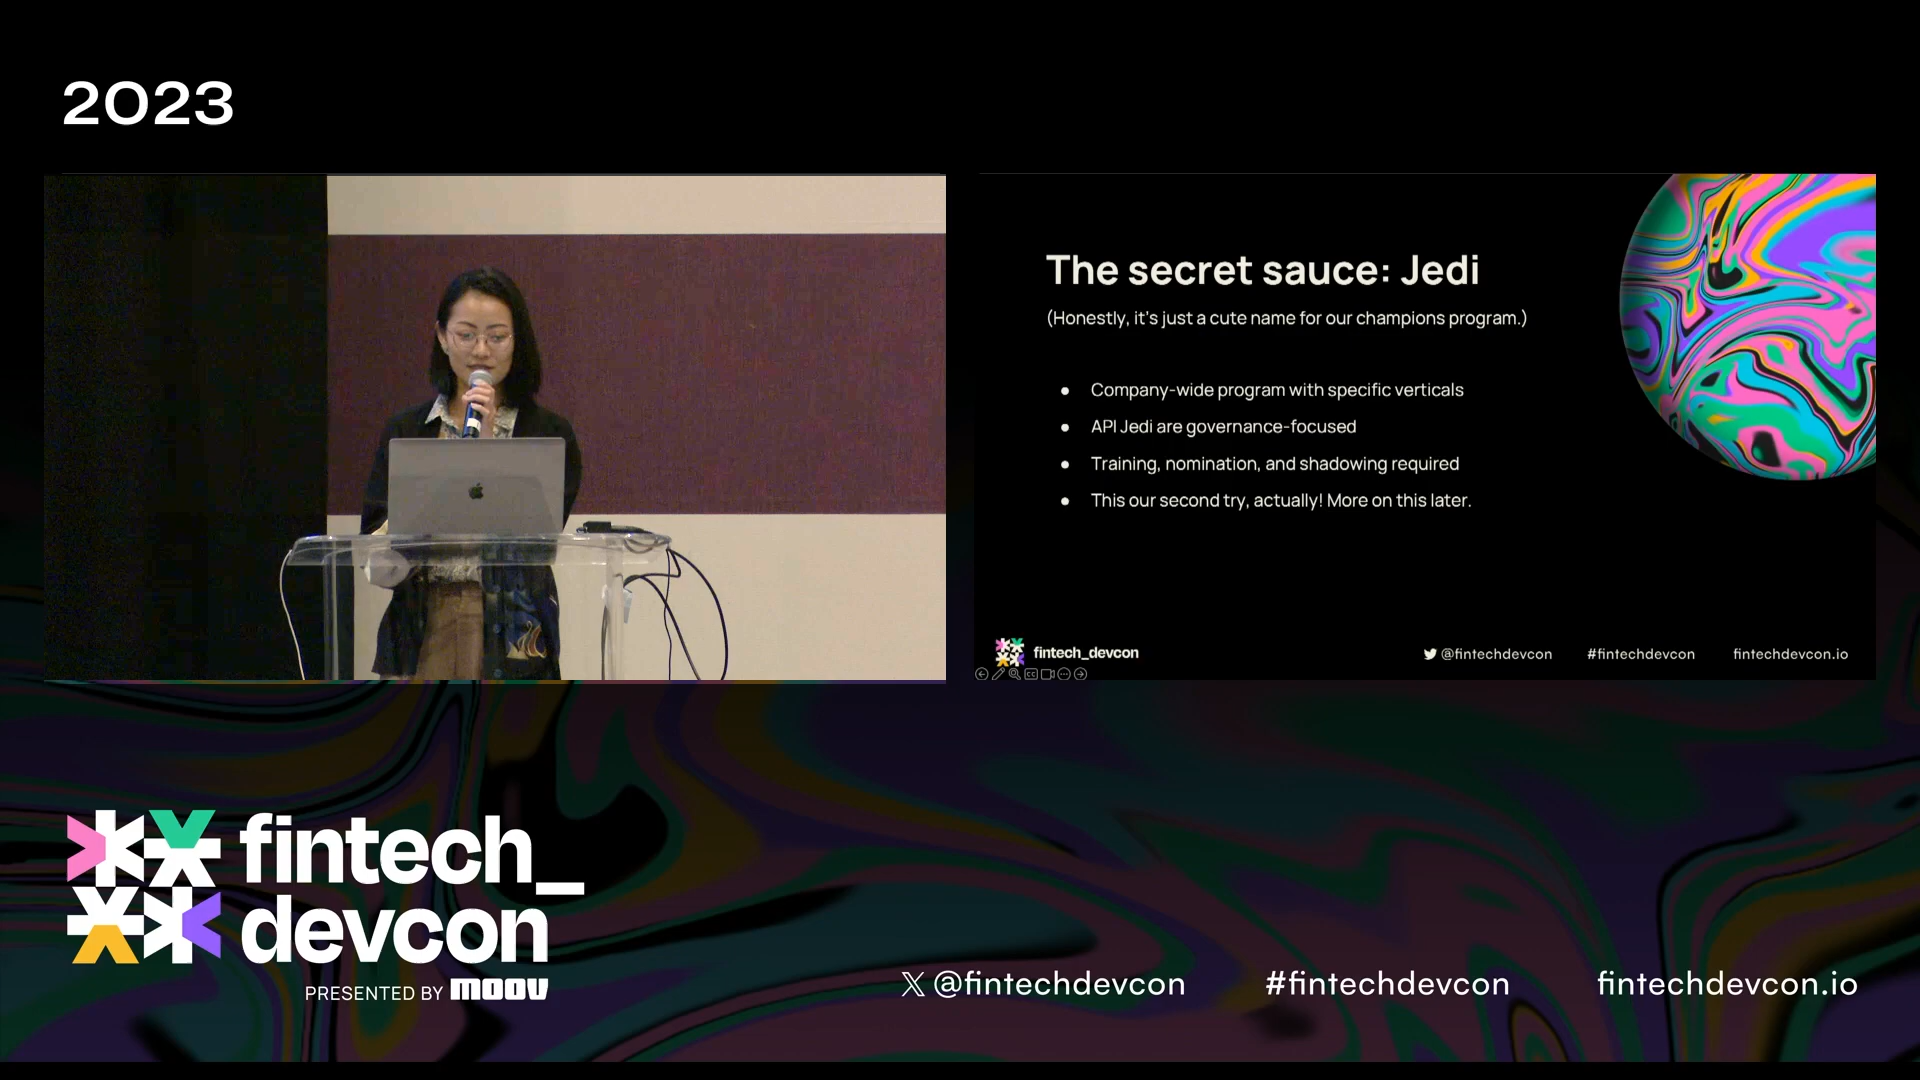 2023
The secret sauce: Jedi
(Honestly, it's just a cute name for our champions program.)
Company-wide program with specific verticals
API Jedi are governance-focused
Training, nomination, and shadowing required
This our second try, actually! More on this later.
fintech_devcon
@fintechdevcon
#fintechdevcon
fintechdevcon.io
fintech_
devcon
PRESENTED BY moov
@fintechdevcon
#fintechdevcon
fintechdevcon.io